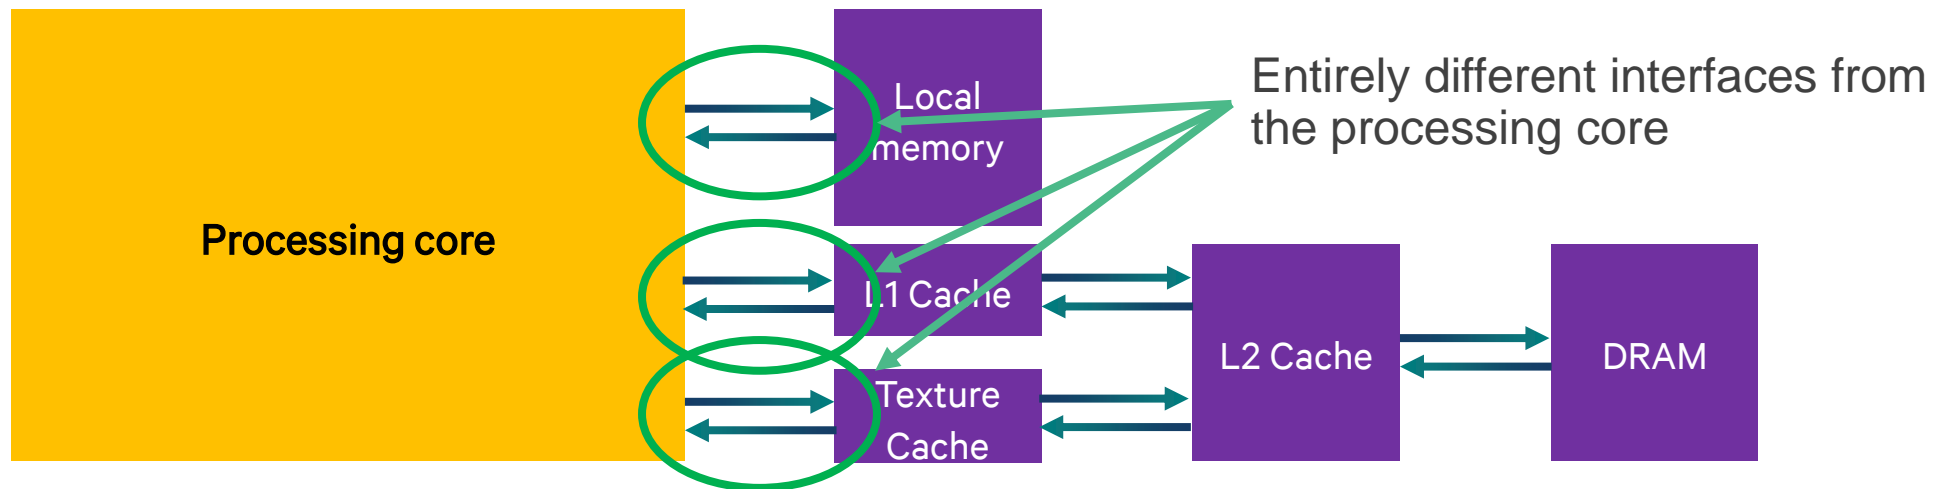 Processing core
Local
memory
L1 Cache
Texture
Cache
L2 Cache
DRAM
Entirely different interfaces from
the processing core